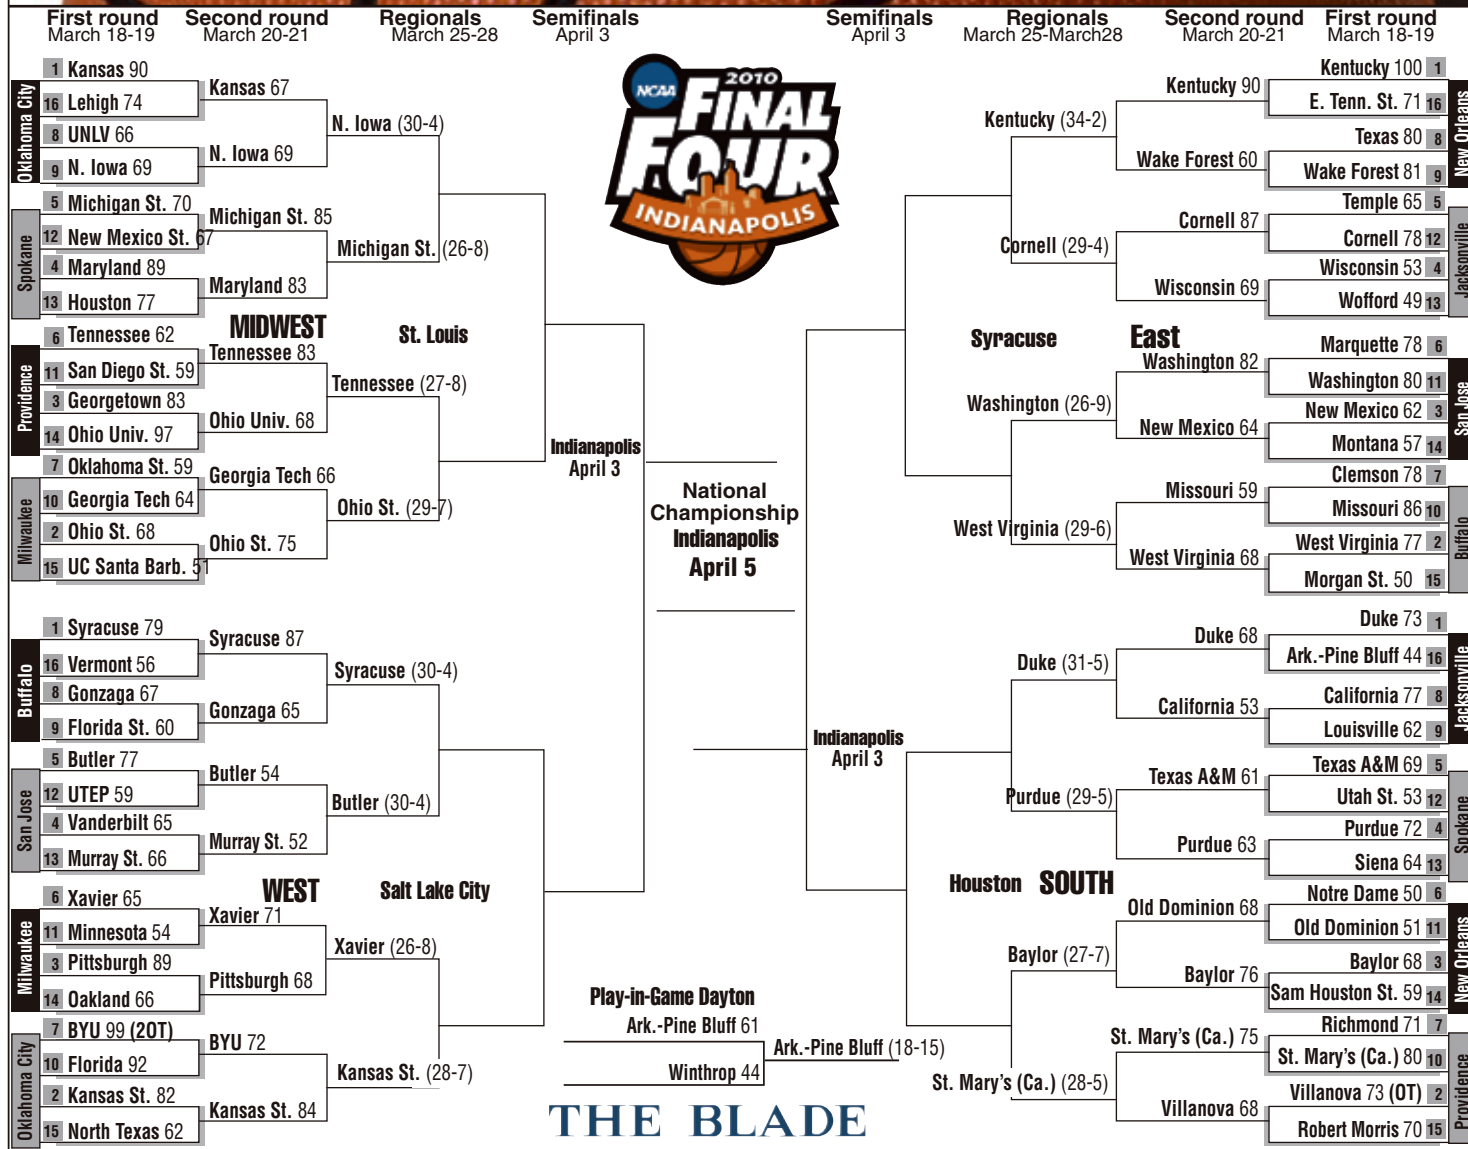 First round Second round Regionals Semifinals Semifinals Regionals Second round First round
March 18-19 March 20-21 March 25-28 April 3 April 3 March 25-March28 March 20-21 March 18-19
NCAA
2010
FINAL
FOUR
INDIANAPOLIS
Oklahoma City
1 Kansas 90
16 Lehigh 74
8 UNLV 66
9 N. Iowa 69
Spokane
5 Michigan St. 70
12 New Mexico St. 67
4 Maryland 89
13 Houston 77
Providence
6 Tennessee 62
11 San Diego St. 59
3 Georgetown 83
14 Ohio Univ. 97
Milwaukee
7 Oklahoma St. 59
10 Georgia Tech 64
2 Ohio St. 68
15 UC Santa Barb. 51
Kansas 67
N. Iowa 69
Michigan St. 85
Maryland 83
MIDWEST
Tennessee 83
Ohio Univ. 68
Georgia Tech 66
Ohio St. 75
N. Iowa (30-4)
Michigan St. (26-8)
St. Louis
Tennessee (27-8)
Ohio St. (29-7)
Buffalo
1 Syracuse 79
16 Vermont 56
8 Gonzaga 67
9 Florida St. 60
San Jose
5 Butler 77
12 UTEP 59
4 Vanderbilt 65
13 Murray St. 66
Milwaukee
6 Xavier 65
11 Minnesota 54
3 Pittsburgh 89
14 Oakland 66
Oklahoma City
7 BYU 99 (2OT)
10 Florida 92
2 Kansas St. 82
15 North Texas 62
Syracuse 87
Gonzaga 65
Butler 54
Murray St. 52
WEST
Xavier 71
Pittsburgh 68
BYU 72
Kansas St. 84
Syracuse (30-4)
Butler (30-4)
Salt Lake City
Xavier (26-8)
Kansas St. (28-7)
Indianapolis
April 3
National
Championship
Indianapolis
April 5
Indianapolis
April 3
Play-in-Game Dayton
Ark.-Pine Bluff 61
Winthrop 44
Ark.-Pine Bluff (18-15)
THE BLADE
Kentucky (34-2)
Cornell (29-4)
Syracuse
Washington (26-9)
West Virginia (29-6)
Kentucky 90
Wake Forest 60
Cornell 87
Wisconsin 69
East
Washington 82
New Mexico 64
Missouri 59
West Virginia 68
Kentucky 100 1
E. Tenn. St. 71 16
Texas 80 8
Wake Forest 81 9
New Orleans
Temple 65 5
Cornell 78 12
Wisconsin 53 4
Wofford 49 13
Jacksonville
Marquette 78 6
Washington 80 11
New Mexico 62 3
Montana 57 14
San Jose
Clemson 78 7
Missouri 86 10
West Virginia 77 2
Morgan St. 50 15
Buffalo
Duke (31-5)
Purdue (29-5)
Houston
Baylor (27-7)
St. Mary's (Ca.) (28-5)
Duke 68
California 53
Texas A&M 61
Purdue 63
SOUTH
Old Dominion 68
Baylor 76
St. Mary's (Ca.) 75
Villanova 68
Duke 73 1
Ark.-Pine Bluff 44 16
California 77 8
Louisville 62 9
Jacksonville
Texas A&M 69 5
Utah St. 53 12
Purdue 72 4
Siena 64 13
Spokane
Notre Dame 50 6
Old Dominion 51 11
Baylor 68 3
Sam Houston St. 59 14
New Orleans
Richmond 71 7
St. Mary's (Ca.) 80 10
Villanova 73 (OT) 2
Robert Morris 70 15
Providence